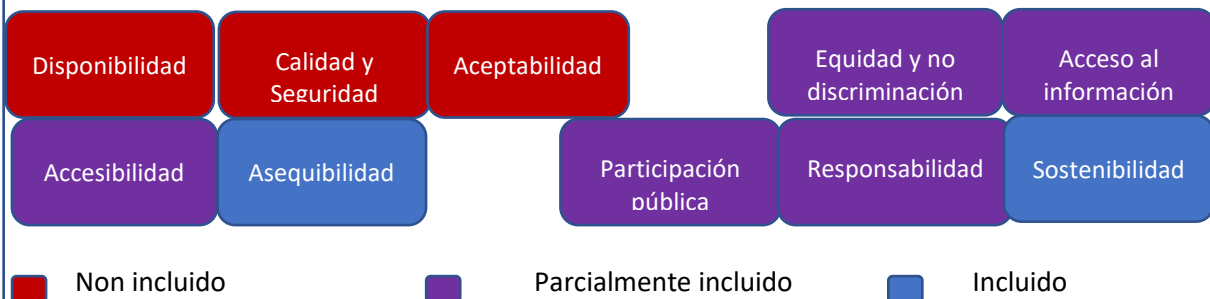 Disponibilidad
Calidad y
Seguridad
Aceptabilidad
Equidad y no
discriminación
Acceso al
información
Accesibilidad
Asequibilidad
Participación
pública
Responsabilidad
Sostenibilidad
Non incluido
Parcialmente incluido
Incluido